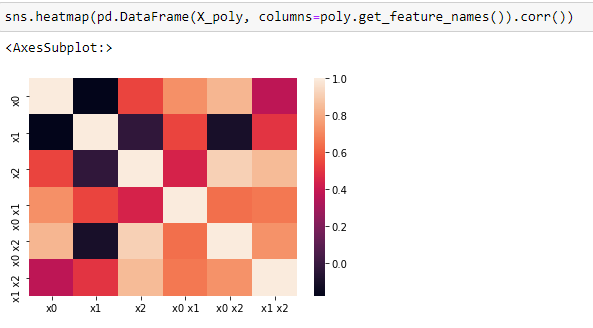 sns.heatmap(pd.DataFrame(X_poly, columns=poly.get_feature_names()).corr())
<AxesSubplot:>
x0
x1
x2
x0 x1
x0 x2
x1 x2
1.0
0.8
0.6
0.4
0.2
0.0
x0 x1 x2 x0 x1 x0 x2 x1 x2